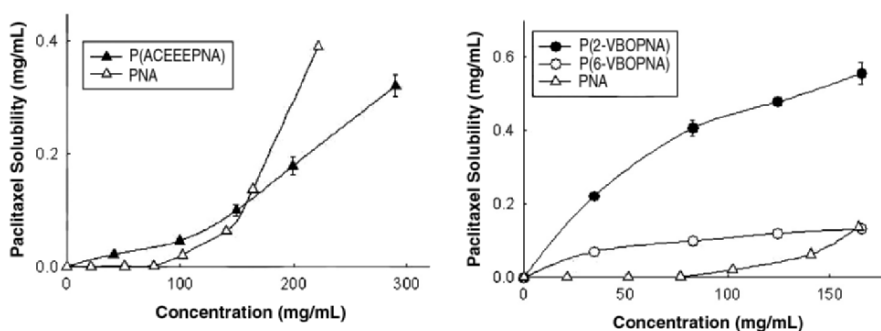 Paclitaxel Solubility (mg/mL)
0.4
0.2
0.0
P(ACEEEPNA)
PNA
0
100
200
300
Concentration (mg/mL)
Paclitaxel Solubility (mg/mL)
0.6
0.4
0.2
0.0
P(2-VBOPNA)
P(6-VBOPNA)
PNA
0
50
100
150
Concentration (mg/mL)